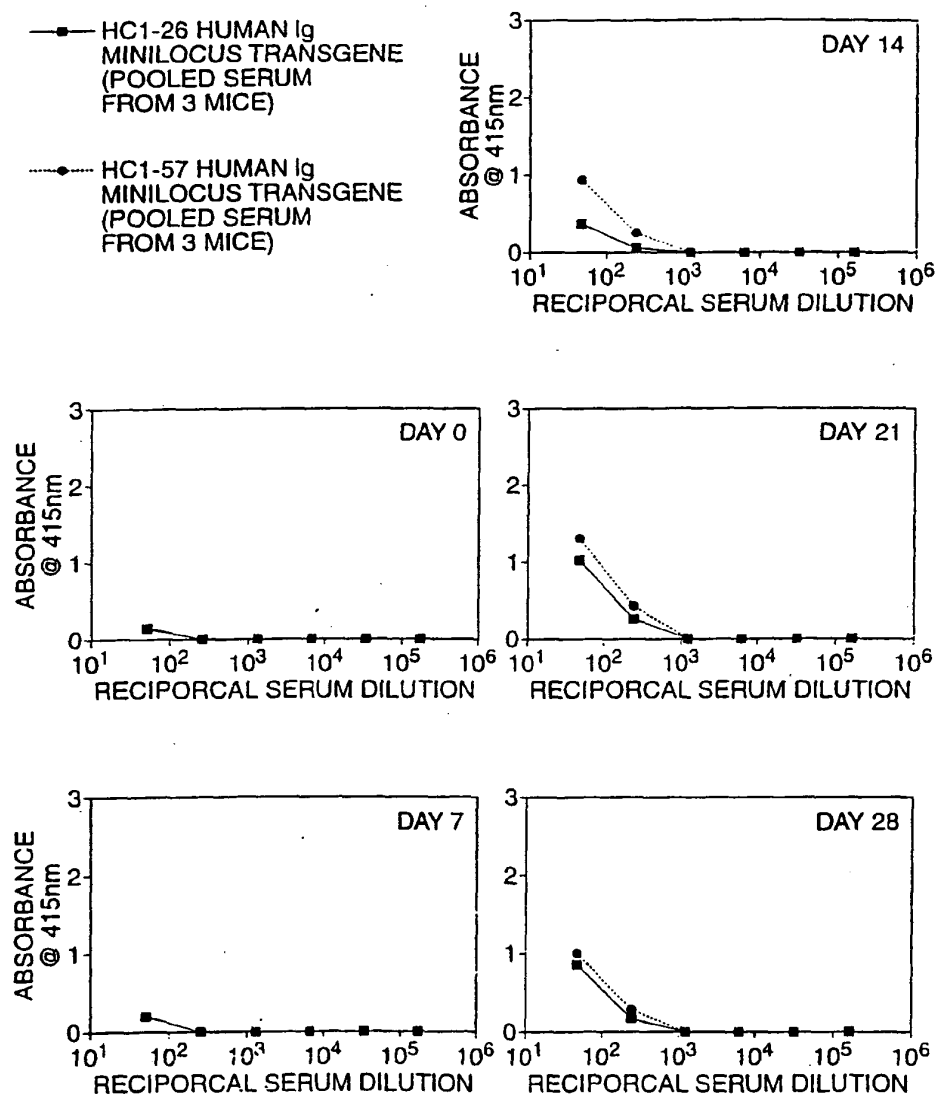 HC1-26 HUMAN Ig
MINILOCUS TRANSGENE
(POOLED SERUM
FROM 3 MICE)
HC1-57 HUMAN Ig
MINILOCUS TRANSGENE
(POOLED SERUM
FROM 3 MICE)
DAY 14
ABSORBANCE
@ 415nm
3
2
1
0
10¹ 10² 10³ 10⁴ 10⁵ 10⁶
RECIPORCAL SERUM DILUTION
DAY 0
ABSORBANCE
@ 415nm
3
2
1
0
10¹ 10² 10³ 10⁴ 10⁵ 10⁶
RECIPORCAL SERUM DILUTION
DAY 21
3
2
1
0
10¹ 10² 10³ 10⁴ 10⁵ 10⁶
RECIPORCAL SERUM DILUTION
DAY 7
ABSORBANCE
@ 415nm
3
2
1
0
10¹ 10² 10³ 10⁴ 10⁵ 10⁶
RECIPORCAL SERUM DILUTION
DAY 28
3
2
1
0
10¹ 10² 10³ 10⁴ 10⁵ 10⁶
RECIPORCAL SERUM DILUTION